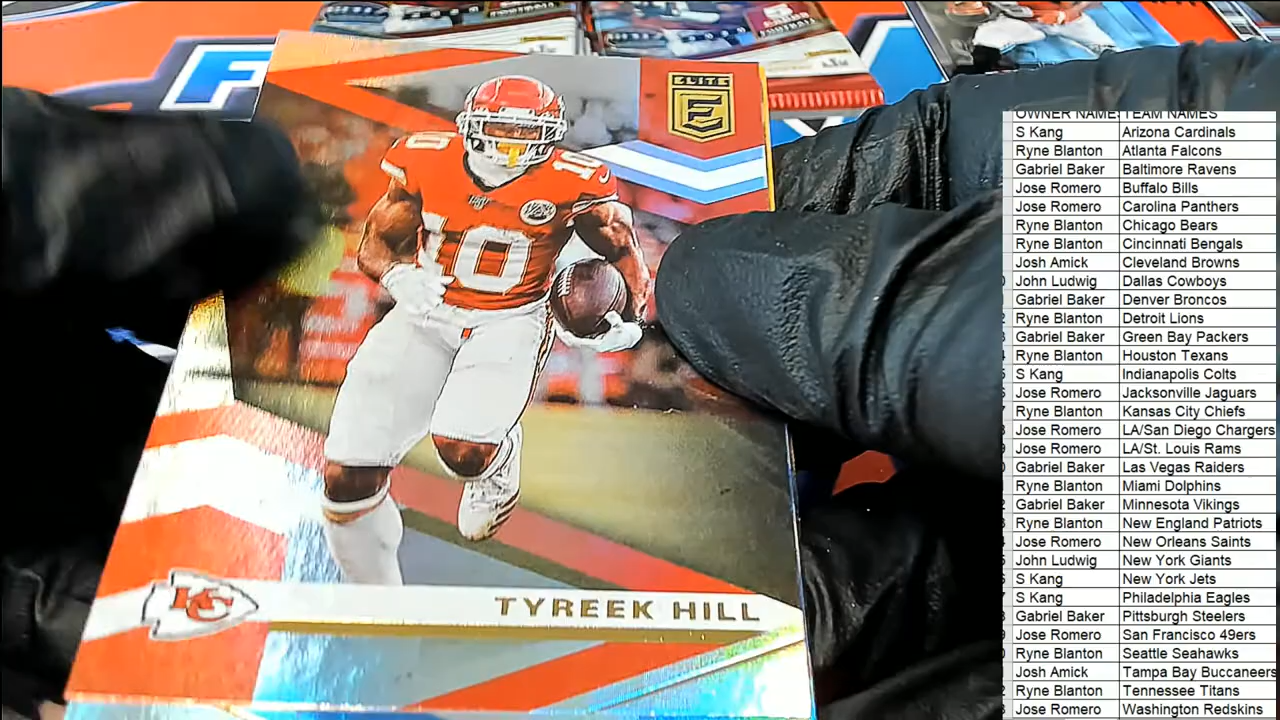 ELITE
E
10
10
10
KC
TYREEK HILL
F
FOOTBALL
OWNER NAMES TEAM NAMES
S Kang Arizona Cardinals
Ryne Blanton Atlanta Falcons
Gabriel Baker Baltimore Ravens
Jose Romero Buffalo Bills
Jose Romero Carolina Panthers
Ryne Blanton Chicago Bears
Ryne Blanton Cincinnati Bengals
Josh Amick Cleveland Browns
John Ludwig Dallas Cowboys
Gabriel Baker Denver Broncos
Ryne Blanton Detroit Lions
Gabriel Baker Green Bay Packers
Ryne Blanton Houston Texans
S Kang Indianapolis Colts
Jose Romero Jacksonville Jaguars
Ryne Blanton Kansas City Chiefs
Jose Romero LA/San Diego Chargers
Jose Romero LA/St. Louis Rams
Gabriel Baker Las Vegas Raiders
Ryne Blanton Miami Dolphins
Gabriel Baker Minnesota Vikings
Ryne Blanton New England Patriots
Jose Romero New Orleans Saints
John Ludwig New York Giants
S Kang New York Jets
S Kang Philadelphia Eagles
Gabriel Baker Pittsburgh Steelers
Jose Romero San Francisco 49ers
Ryne Blanton Seattle Seahawks
Josh Amick Tampa Bay Buccaneers
Ryne Blanton Tennessee Titans
Jose Romero Washington Redskins